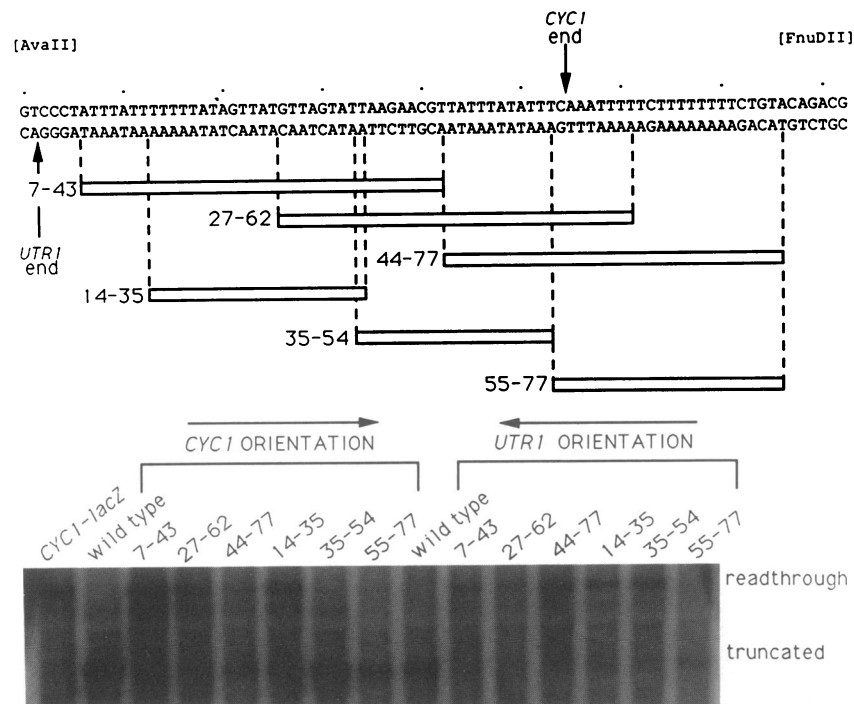 CYC1
end
[AvaII]
[FnuDII]
GTCCCTATTTATTTTTTTATAGTTATGTTAGTATTAAGAACGTTATTTATATTTCAAATTTTTCTTTTTTTTCTGTACAGACG
CAGGGATAAATAAAAAAATATCAATACAATCATAATTCTTGCAATAAATATAAAGTTTAAAAAGAAAAAAAAGACATGTCTGC
7-43
27-62
UTR1
end
44-77
14-35
35-54
55-77
CYC1 ORIENTATION
UTR1 ORIENTATION
CYC1-lacZ wild type 7-43 27-62 44-77 14-35 35-54 55-77 wild type 7-43 27-62 44-77 14-35 35-54 55-77
readthrough
truncated